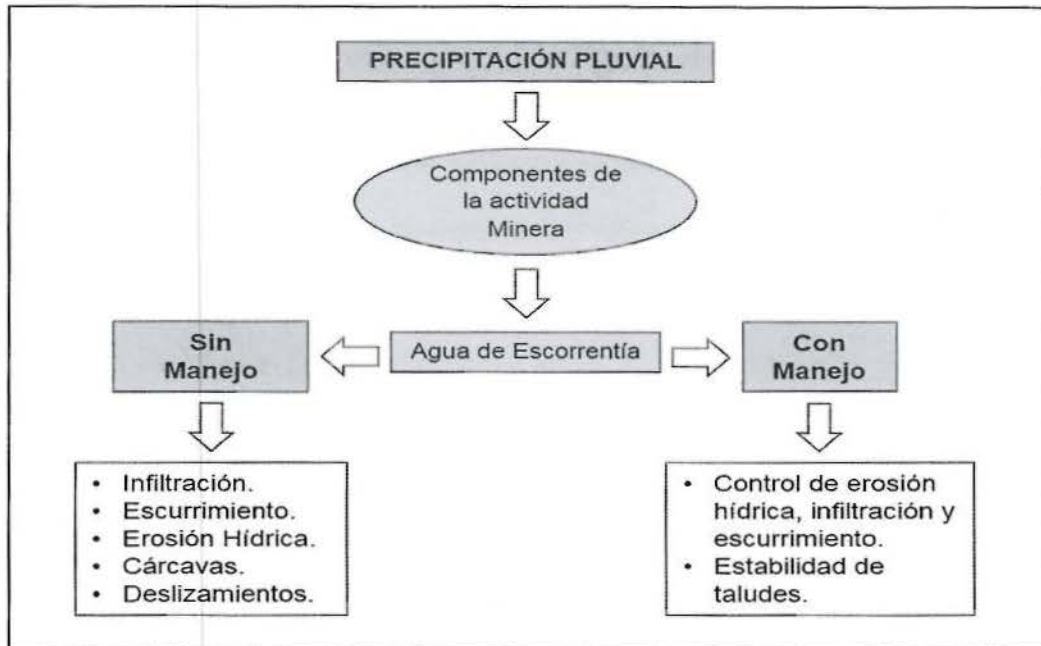 PRECIPITACIÓN PLUVIAL
Componentes de
la actividad
Minera
Sin
Manejo
Agua de Escorrentía
Con
Manejo
• Infiltración.
• Escurrimiento.
• Erosión Hídrica.
• Cárcavas.
• Deslizamientos.
• Control de erosión
hídrica, infiltración y
escurrimiento.
• Estabilidad de
taludes.